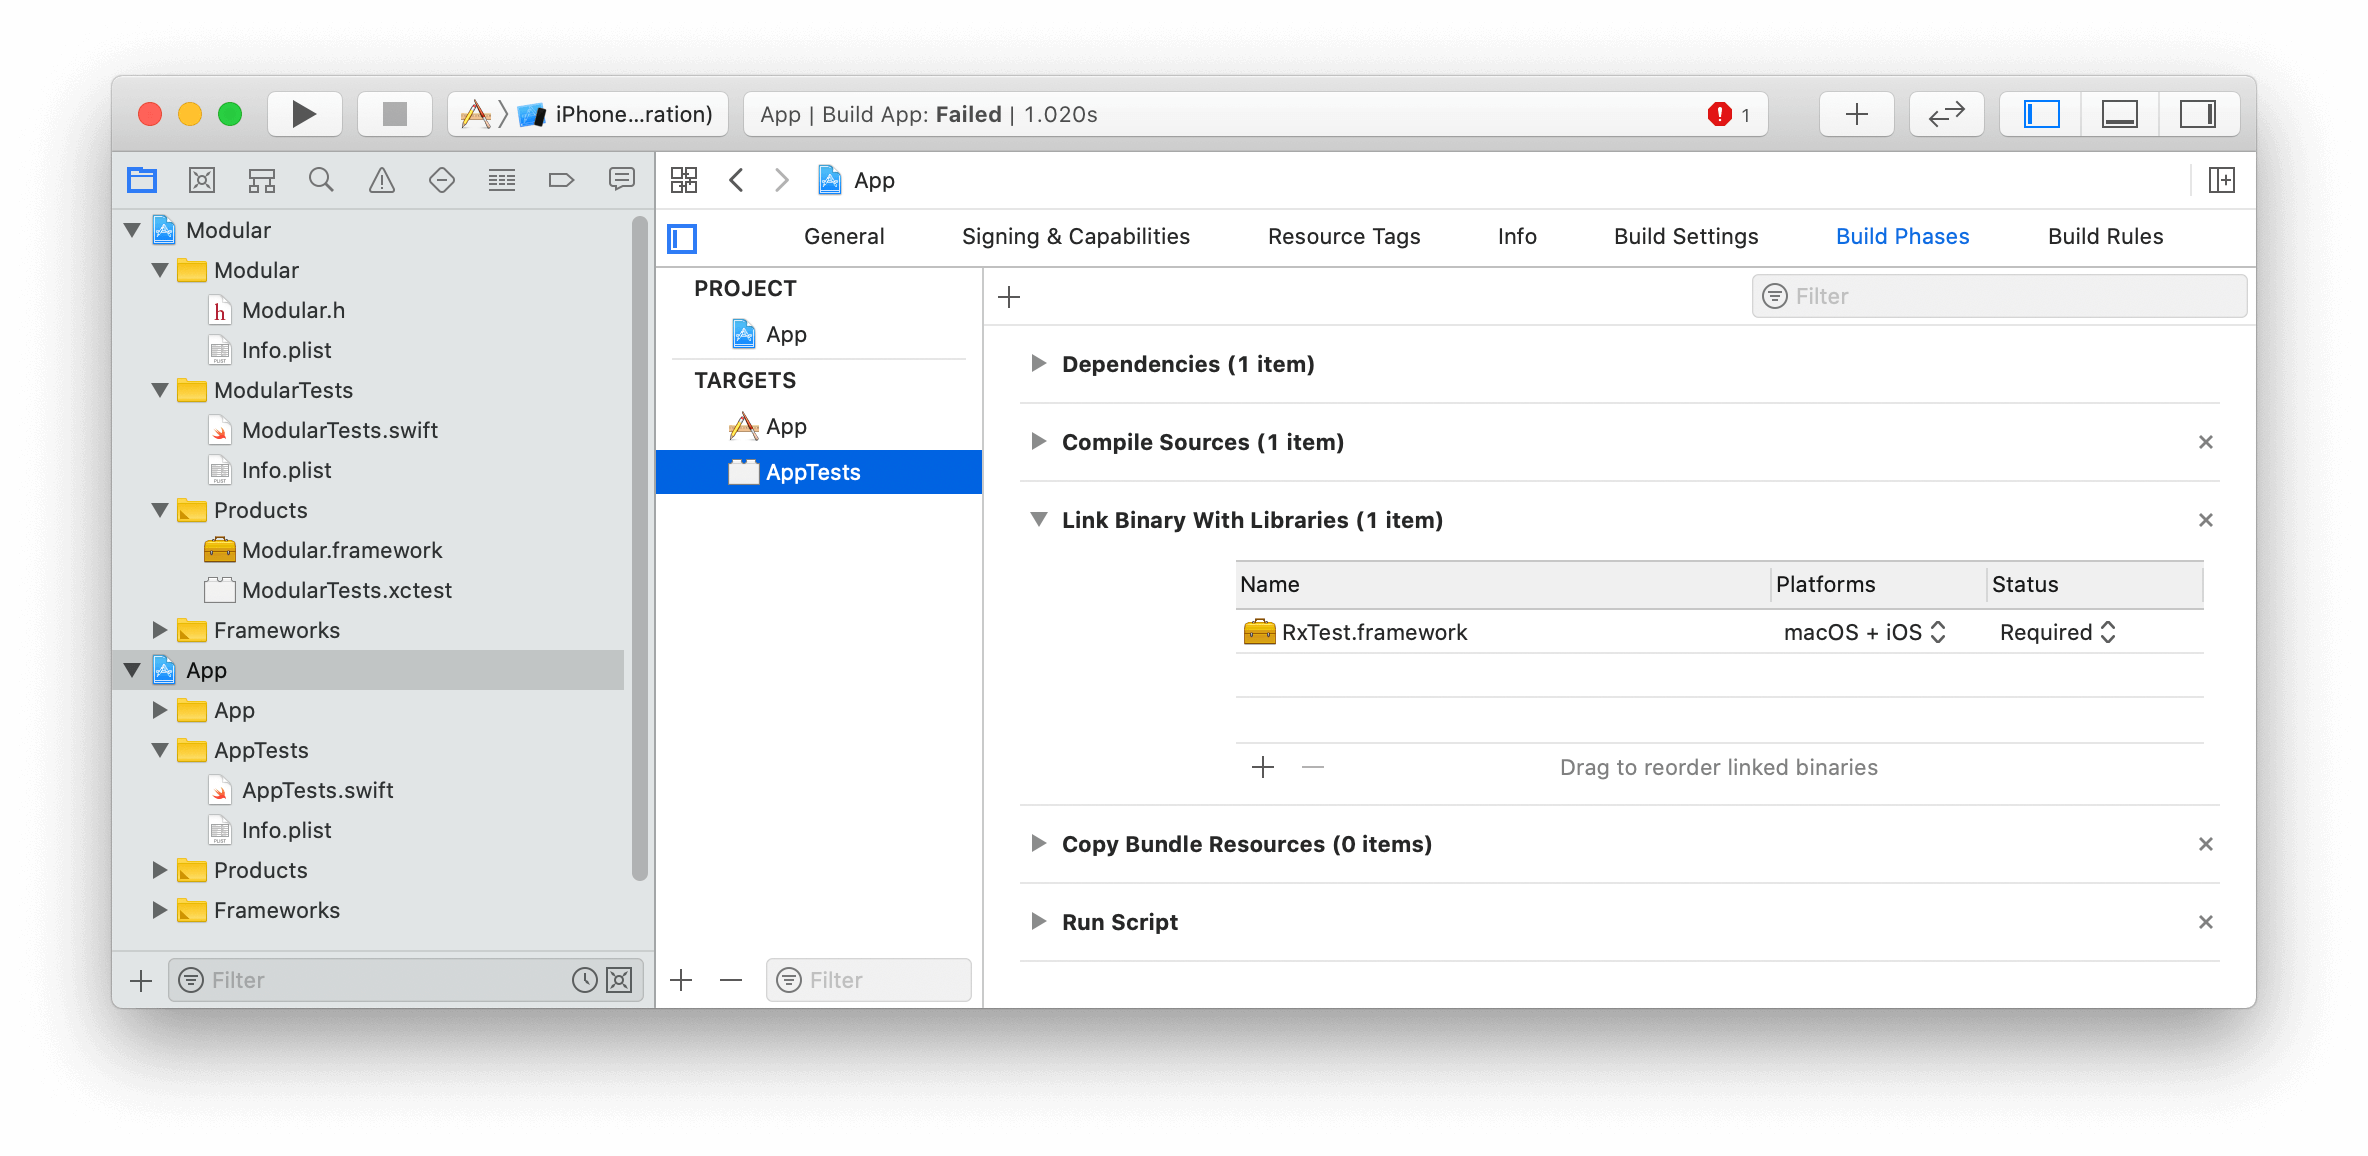 iPhone...ration)
App | Build App: Failed | 1.020s
1
Modular
Modular
Modular.h
Info.plist
ModularTests
ModularTests.swift
Info.plist
Products
Modular.framework
ModularTests.xctest
Frameworks
App
App
AppTests
AppTests.swift
Info.plist
Products
Frameworks
Filter
App
General
Signing & Capabilities
Resource Tags
Info
Build Settings
Build Phases
Build Rules
PROJECT
App
TARGETS
App
AppTests
Filter
Filter
Dependencies (1 item)
Compile Sources (1 item)
Link Binary With Libraries (1 item)
Name Platforms Status
RxTest.framework macOS + iOS Required
Drag to reorder linked binaries
Copy Bundle Resources (0 items)
Run Script